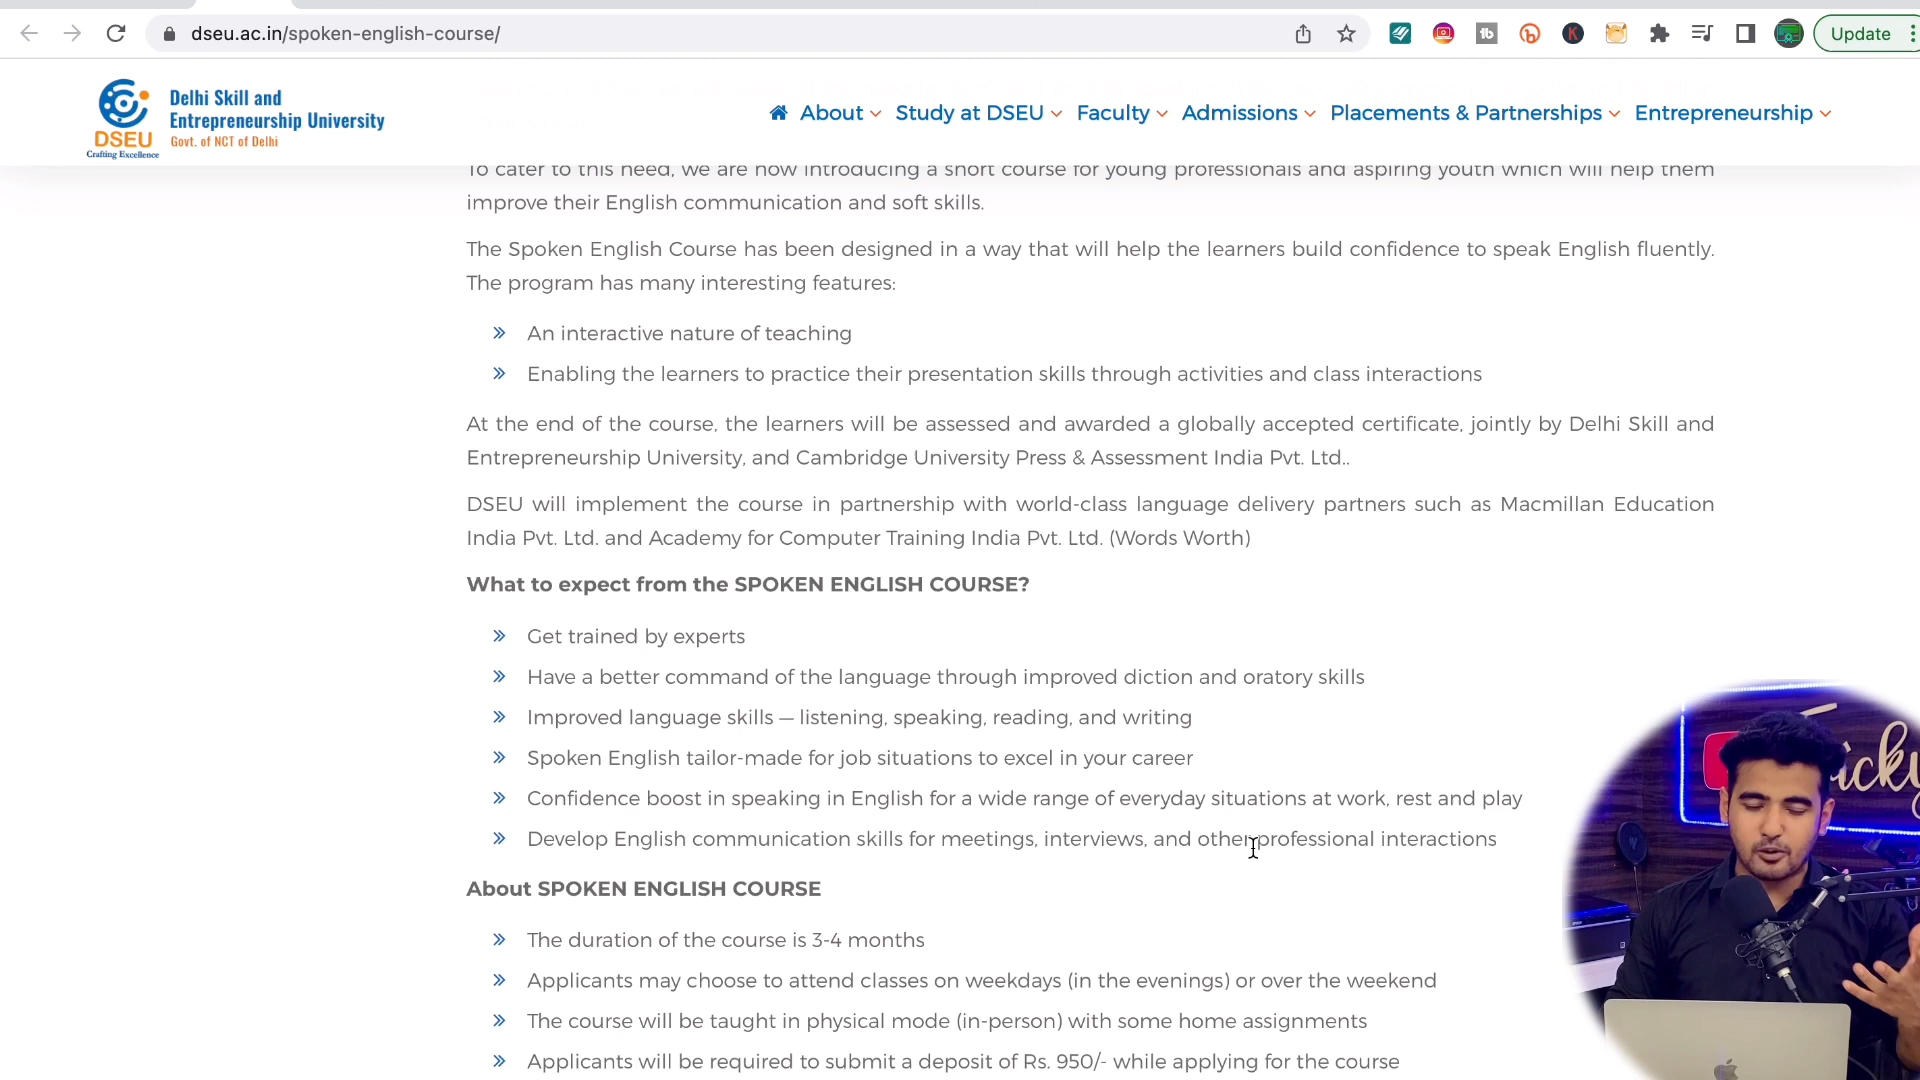 dseu.ac.in/spoken-english-course/
Update
Delhi Skill and
Entrepreneurship University
Govt. of NCT of Delhi
DSEU
Crafting Excellence
About
Study at DSEU
Faculty
Admissions
Placements & Partnerships
Entrepreneurship
To cater to this need, we are now introducing a short course for young professionals and aspiring youth which will help them
improve their English communication and soft skills.
The Spoken English Course has been designed in a way that will help the learners build confidence to speak English fluently.
The program has many interesting features:
An interactive nature of teaching
Enabling the learners to practice their presentation skills through activities and class interactions
At the end of the course, the learners will be assessed and awarded a globally accepted certificate, jointly by Delhi Skill and
Entrepreneurship University, and Cambridge University Press & Assessment India Pvt. Ltd..
DSEU will implement the course in partnership with world-class language delivery partners such as Macmillan Education
India Pvt. Ltd. and Academy for Computer Training India Pvt. Ltd. (Words Worth)
What to expect from the SPOKEN ENGLISH COURSE?
Get trained by experts
Have a better command of the language through improved diction and oratory skills
Improved language skills — listening, speaking, reading, and writing
Spoken English tailor-made for job situations to excel in your career
Confidence boost in speaking in English for a wide range of everyday situations at work, rest and play
Develop English communication skills for meetings, interviews, and other professional interactions
About SPOKEN ENGLISH COURSE
The duration of the course is 3-4 months
Applicants may choose to attend classes on weekdays (in the evenings) or over the weekend
The course will be taught in physical mode (in-person) with some home assignments
Applicants will be required to submit a deposit of Rs. 950/- while applying for the course